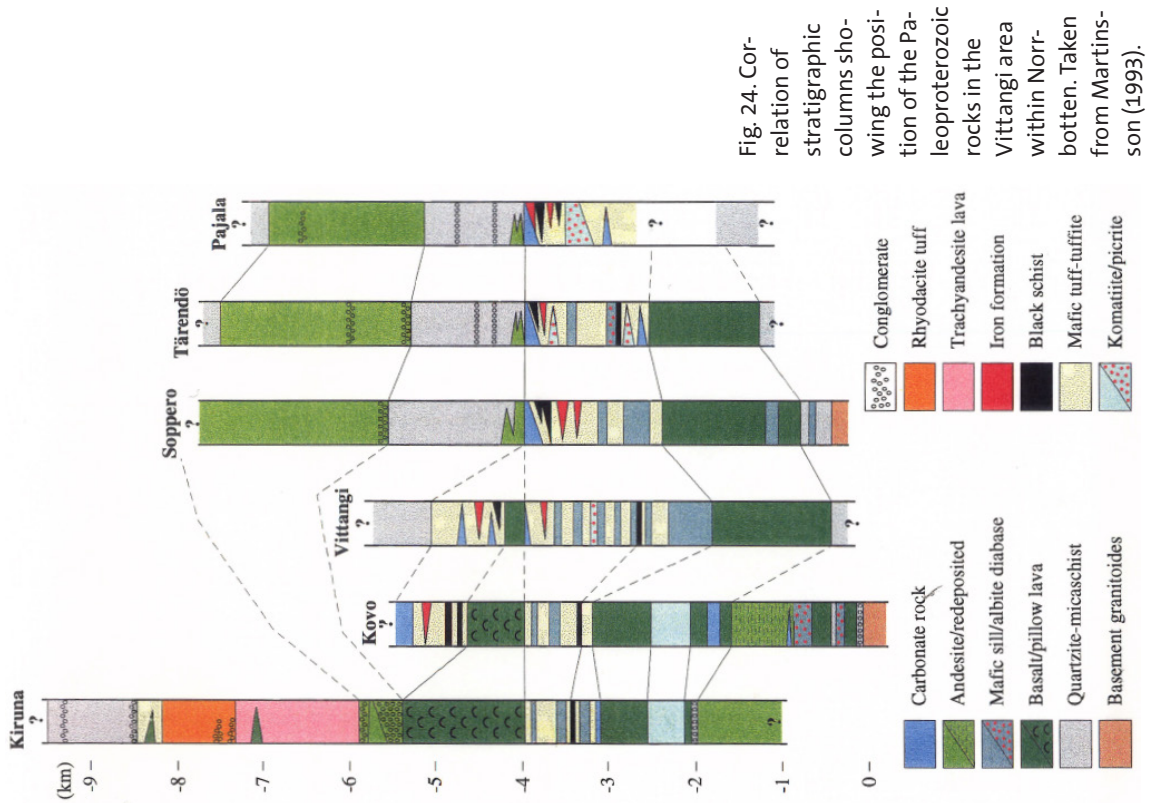 Kiruna
Kovo
Vittangi
Soppero
Tärendö
Pajala
?
?
?
?
?
?
(km)
-9 -
-8 -
-7 -
-6 -
-5 -
-4 -
-3 -
-2 -
-1 -
0 -
?
?
?
?
?
Carbonate rock
Andesite/redeposited
Mafic sill/albite diabase
Basalt/pillow lava
Quartzite-micaschist
Basement granitoides
Conglomerate
Rhyodacite tuff
Trachyandesite lava
Iron formation
Black schist
Mafic tuff-tuffite
Komatiite/picrite
Fig. 24. Cor-
relation of
stratigraphic
columns sho-
wing the posi-
tion of the Pa-
leoproterozoic
rocks in the
Vittangi area
within Norr-
botten. Taken
from Martins-
son (1993).